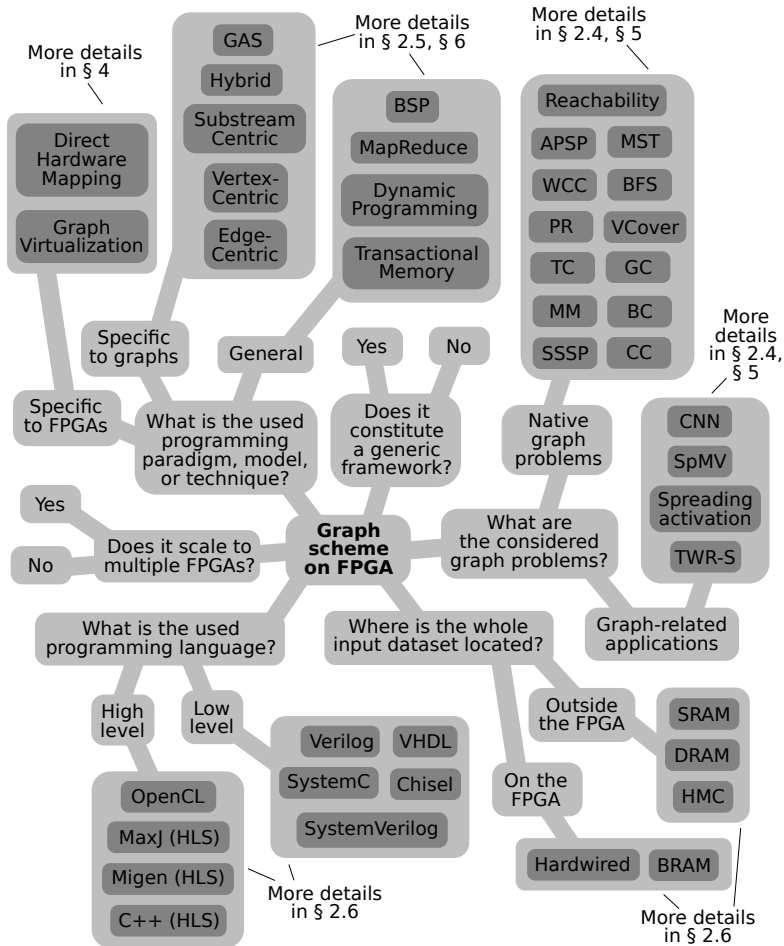 More details
in § 4
GAS
Hybrid
Substream
Centric
Vertex-
Centric
Edge-
Centric
More details
in § 2.5, § 6
BSP
MapReduce
Dynamic
Programming
Transactional
Memory
More details
in § 2.4, § 5
Reachability
APSP
MST
WCC
BFS
PR
VCover
TC
GC
MM
BC
SSSP
CC
Direct
Hardware
Mapping
Graph
Virtualization
Specific
to graphs
General
Yes
No
Specific
to FPGAs
What is the used
programming
paradigm, model,
or technique?
Does it
constitute
a generic
framework?
Native
graph
problems
More
details
in § 2.4,
§ 5
CNN
SpMV
Spreading
activation
TWR-S
Yes
No
Does it scale to
multiple FPGAs?
Graph
scheme
on FPGA
What are
the considered
graph problems?
Graph-related
applications
What is the used
programming language?
Where is the whole
input dataset located?
High
level
Low
level
OpenCL
MaxJ (HLS)
Migen (HLS)
C++ (HLS)
Verilog
VHDL
SystemC
Chisel
SystemVerilog
More details
in § 2.6
Outside
the FPGA
On the
FPGA
SRAM
DRAM
HMC
Hardwired
BRAM
More details
in § 2.6